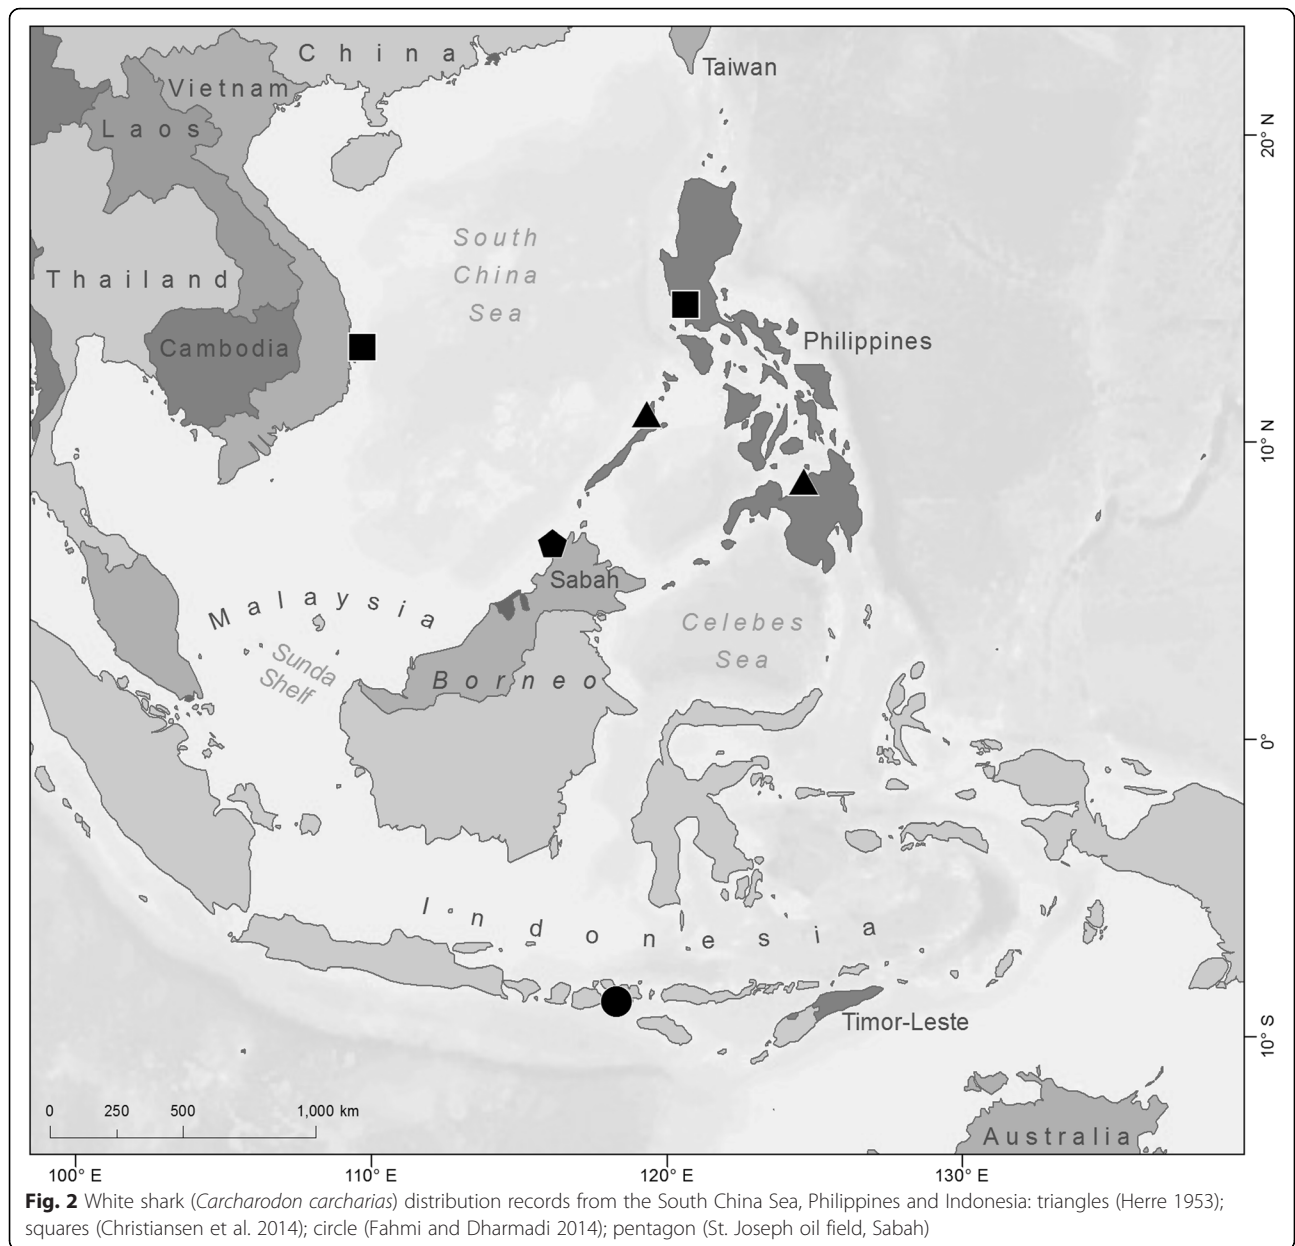 China
Taiwan
Vietnam
Laos
20° N
South
China
Sea
Thailand
Philippines
Cambodia
10° N
Sabah
Malaysia
Celebes
Sea
Sunda
Shelf
Borneo
0°
Indonesia
Timor-Leste
10° S
0 250 500 1,000 km
Australia
100° E 110° E 120° E 130° E
Fig. 2 White shark (Carcharodon carcharias) distribution records from the South China Sea, Philippines and Indonesia: triangles (Herre 1953);
squares (Christiansen et al. 2014); circle (Fahmi and Dharmadi 2014); pentagon (St. Joseph oil field, Sabah)